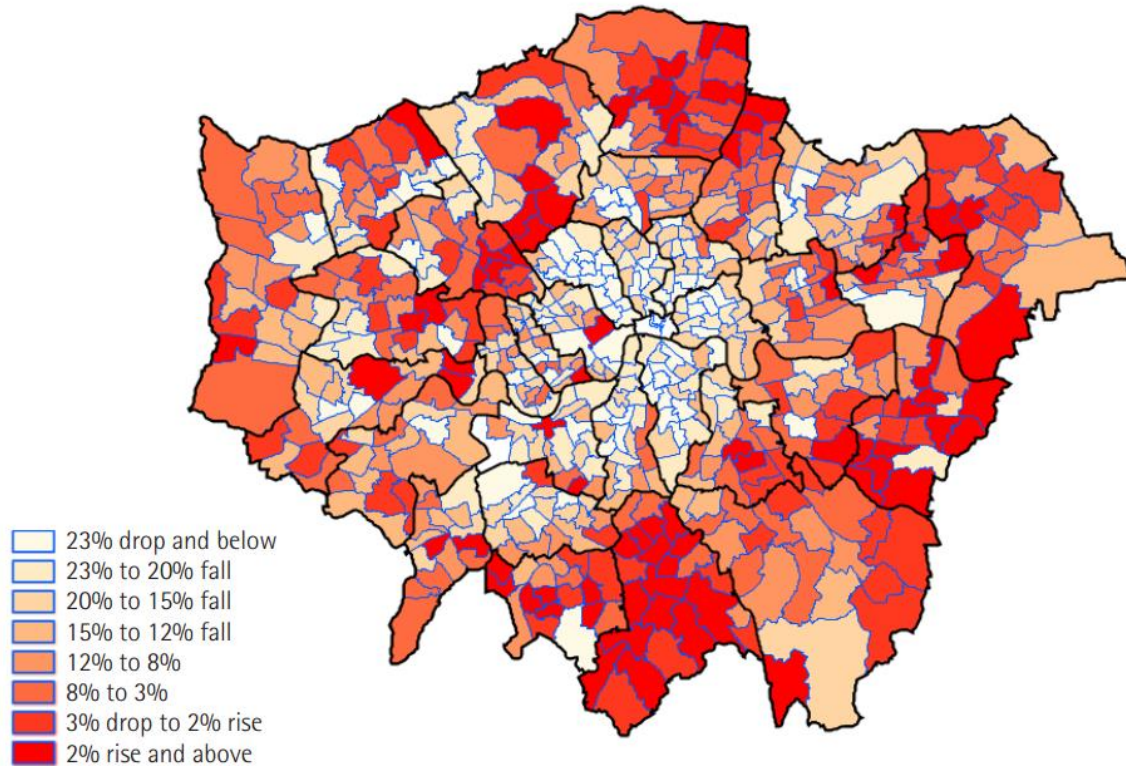 23% drop and below
23% to 20% fall
20% to 15% fall
15% to 12% fall
12% to 8%
8% to 3%
3% drop to 2% rise
2% rise and above